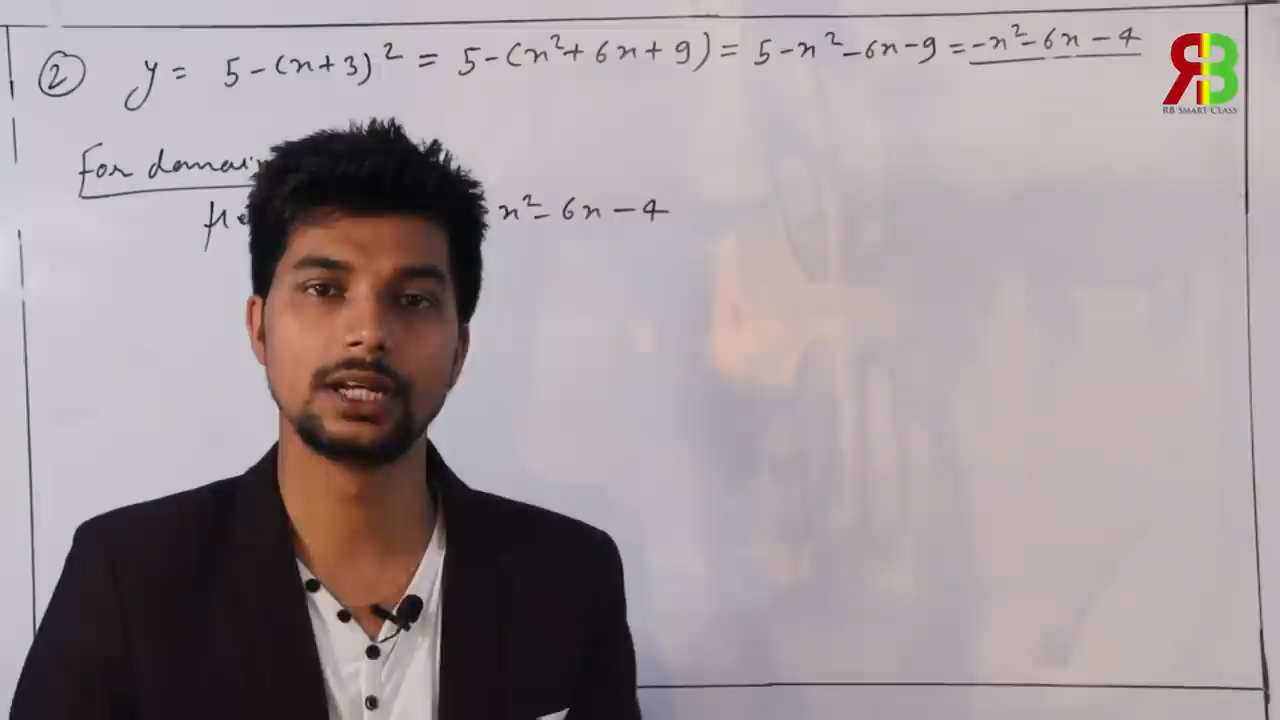 ② y = 5-(x+3)² = 5-(x²+6x+9) = 5-x²-6x-9 = -x²-6x-4
RB SMART CLASS
For domai
x²-6x-4